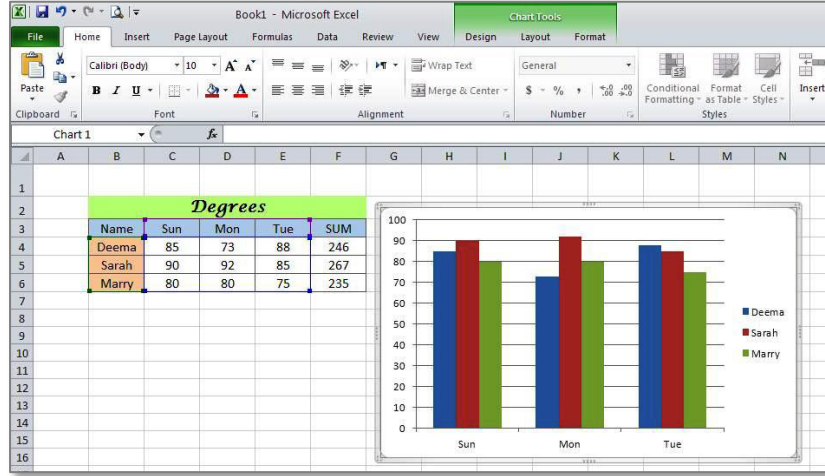 Book1 - Microsoft Excel
Chart Tools
File Home Insert Page Layout Formulas Data Review View Design Layout Format
Paste
Calibri (Body) 10 A A
B I U A
Wrap Text
Merge & Center
General
$ % , .0 .00 .00 .0
Conditional Formatting
Format as Table
Cell Styles
Insert
Clipboard Font Alignment Number Styles
Chart 1 fx
A B C D E F G H I J K L M N
1
2 Degrees
3 Name Sun Mon Tue SUM
4 Deema 85 73 88 246
5 Sarah 90 92 85 267
6 Marry 80 80 75 235
7
8
9
10
11
12
13
14
15
16
100
90
80
70
60
50
40
30
20
10
0
Sun Mon Tue
Deema
Sarah
Marry